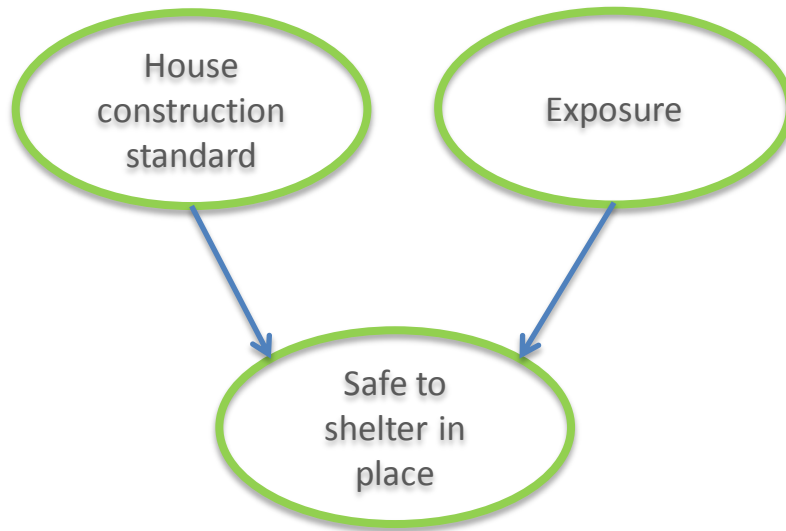 House
construction
standard
Exposure
Safe to
shelter in
place